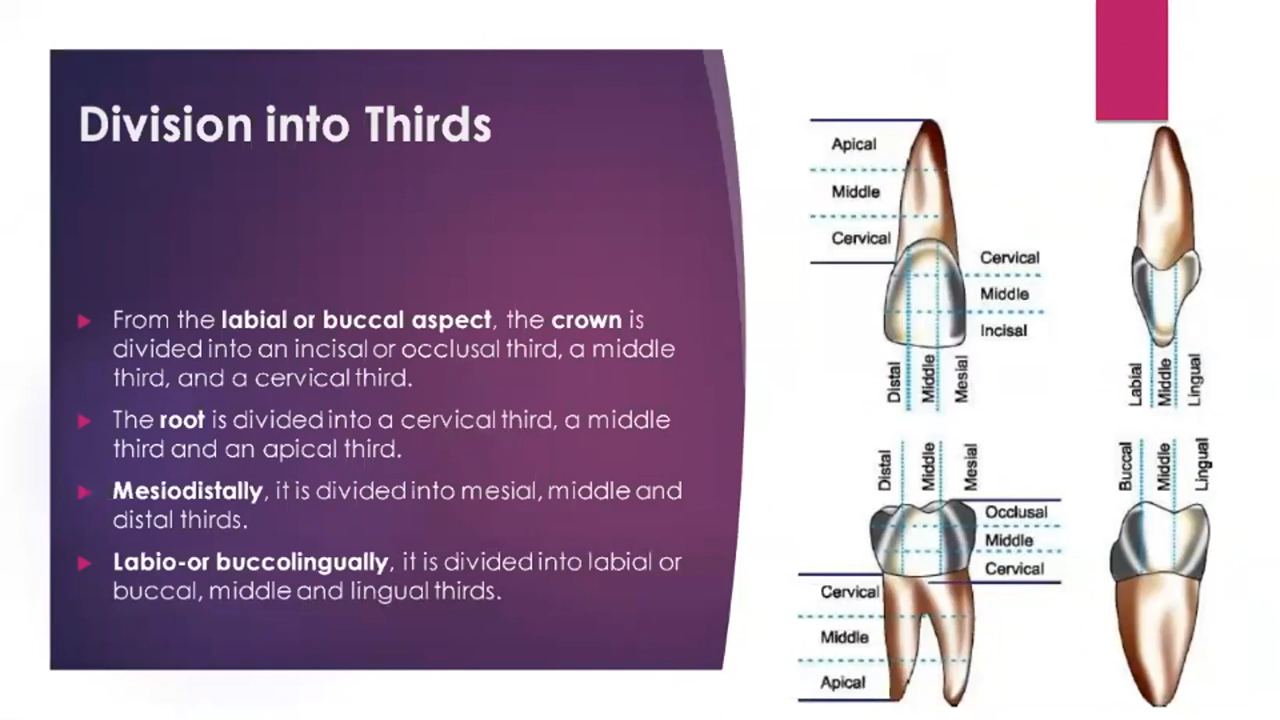 Division into Thirds
From the labial or buccal aspect, the crown is
divided into an incisal or occlusal third, a middle
third, and a cervical third.
The root is divided into a cervical third, a middle
third and an apical third.
Mesiodistally, it is divided into mesial, middle and
distal thirds.
Labio-or buccolingually, it is divided into labial or
buccal, middle and lingual thirds.
Apical
Middle
Cervical
Cervical
Middle
Incisal
Distal
Middle
Mesial
Labial
Middle
Lingual
Distal
Middle
Mesial
Buccal
Middle
Lingual
Occlusal
Middle
Cervical
Cervical
Middle
Apical